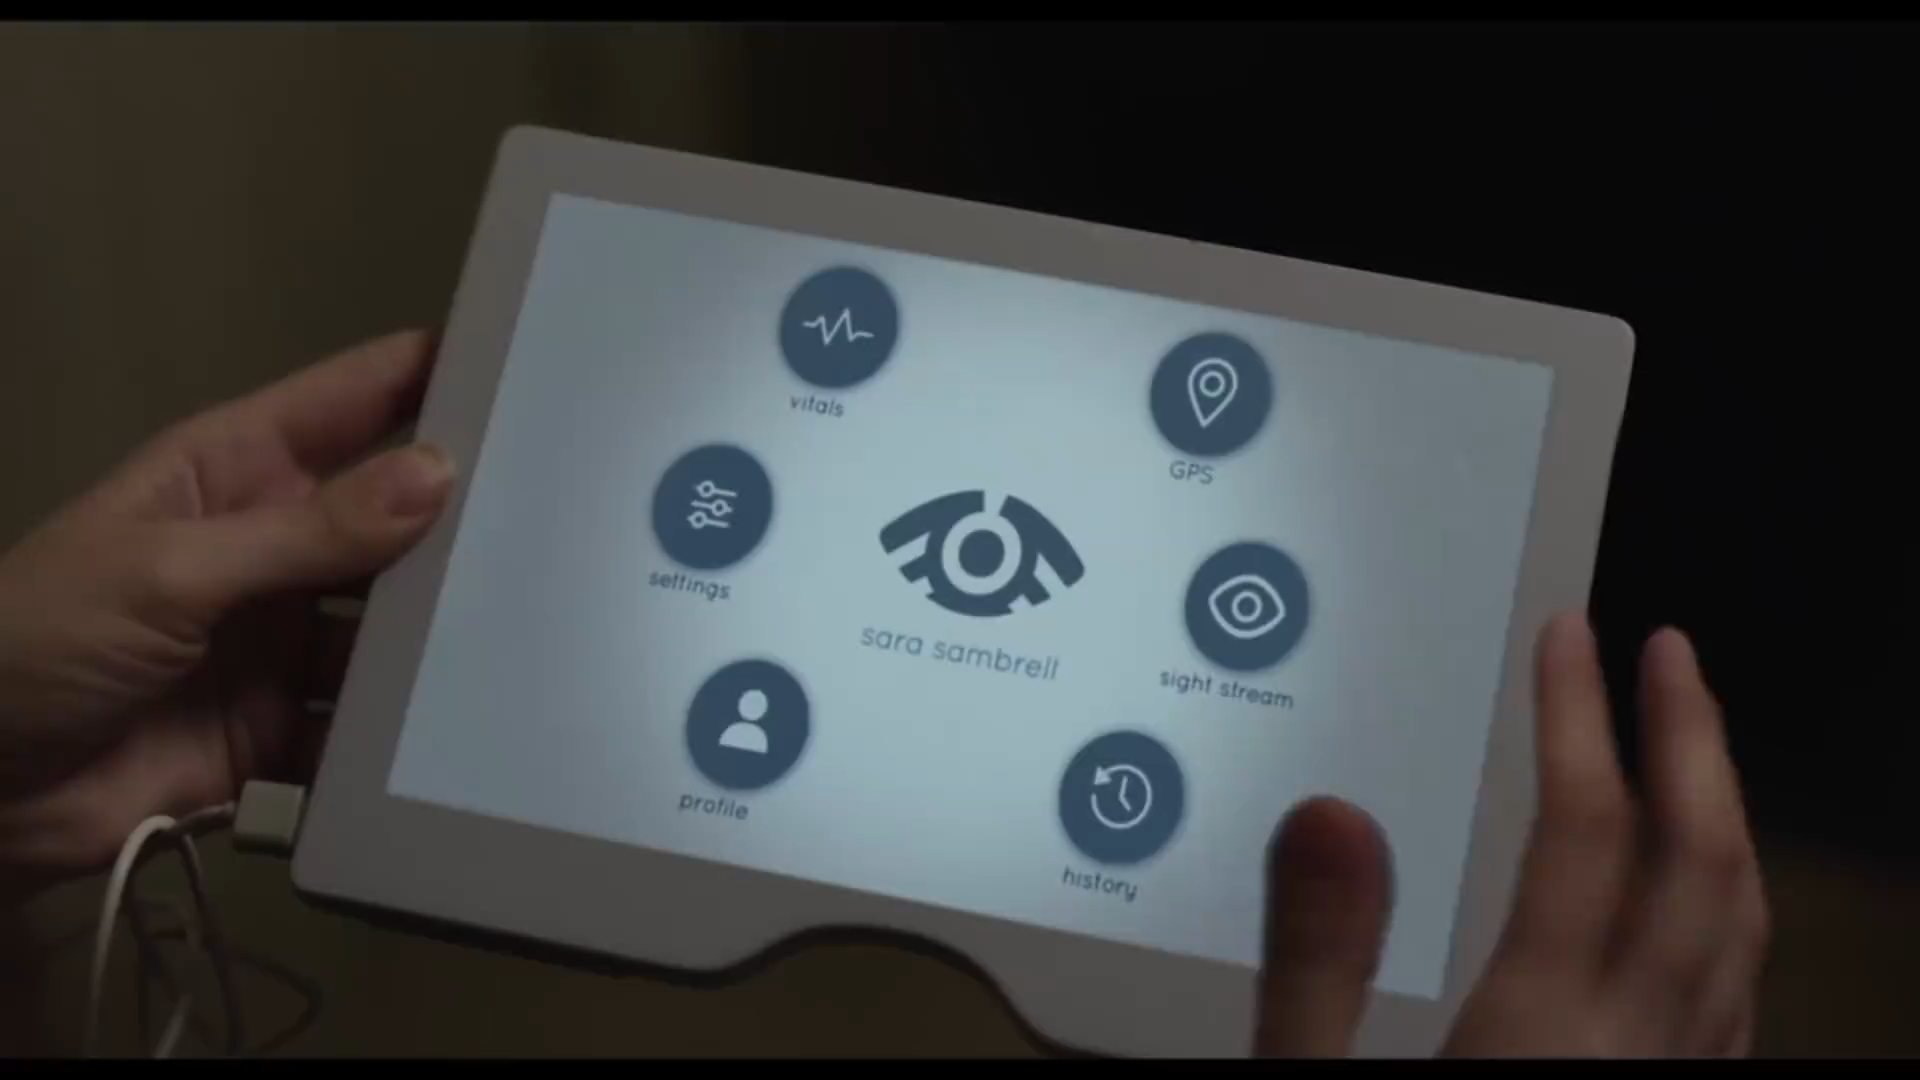 vitals
GPS
settings
sara sambrell
sight stream
profile
history